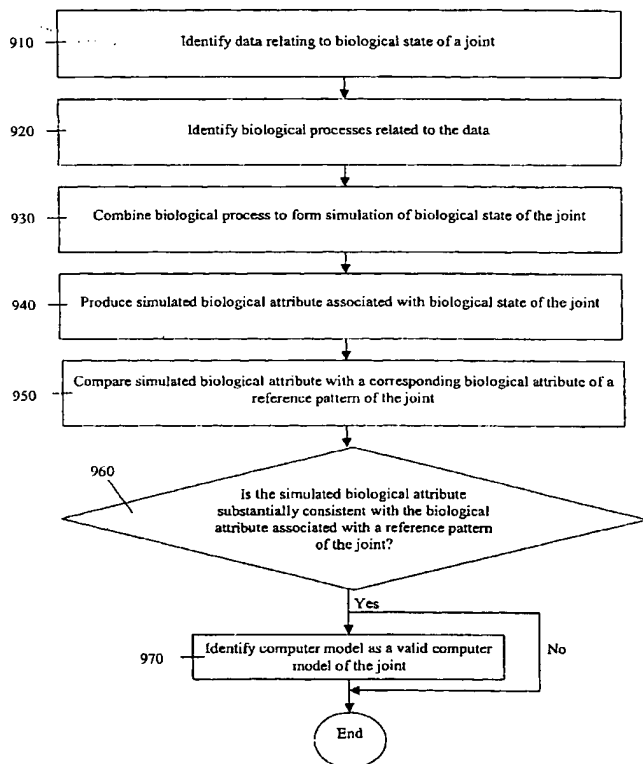 910
Identify data relating to biological state of a joint
920
Identify biological processes related to the data
930
Combine biological process to form simulation of biological state of the joint
940
Produce simulated biological attribute associated with biological state of the joint
950
Compare simulated biological attribute with a corresponding biological attribute of a
reference pattern of the joint
960
Is the simulated biological attribute
substantially consistent with the biological
attribute associated with a reference pattern
of the joint?
Yes
No
970
Identify computer model as a valid computer
model of the joint
End